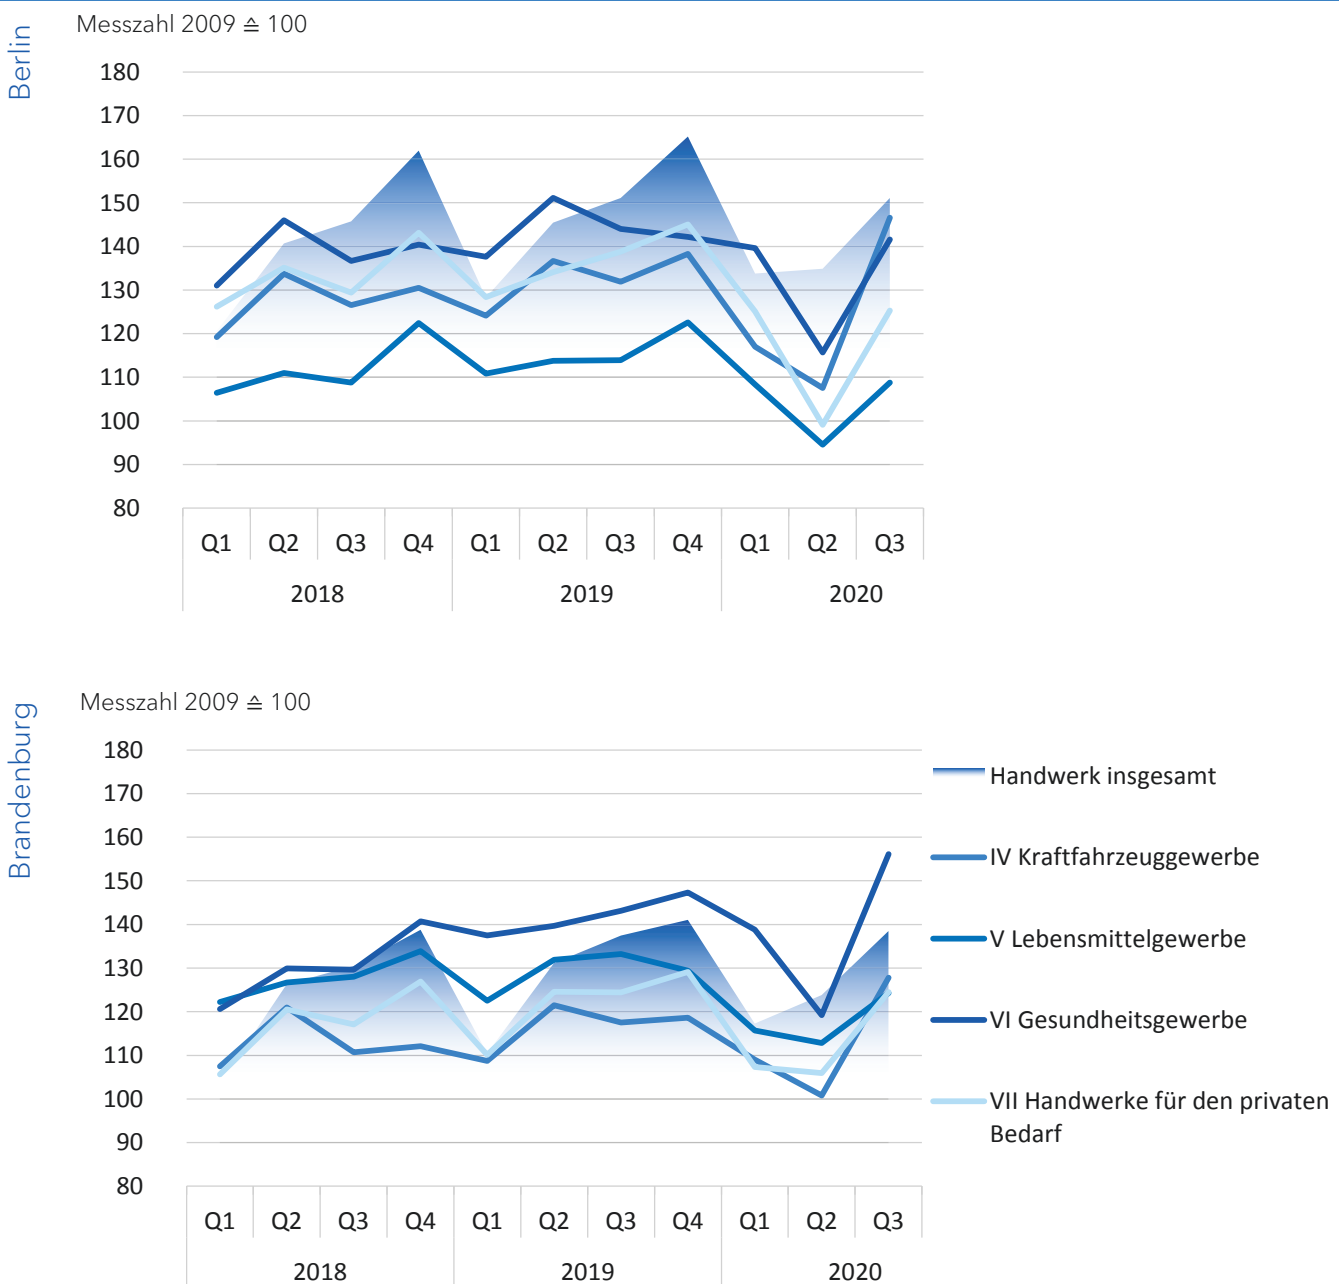 Berlin
Messzahl 2009 ≙ 100
180
170
160
150
140
130
120
110
100
90
80
Q1 Q2 Q3 Q4 Q1 Q2 Q3 Q4 Q1 Q2 Q3
2018 2019 2020
Brandenburg
Messzahl 2009 ≙ 100
180
170
160
150
140
130
120
110
100
90
80
Q1 Q2 Q3 Q4 Q1 Q2 Q3 Q4 Q1 Q2 Q3
2018 2019 2020
Handwerk insgesamt
IV Kraftfahrzeuggewerbe
V Lebensmittelgewerbe
VI Gesundheitsgewerbe
VII Handwerke für den privaten
Bedarf